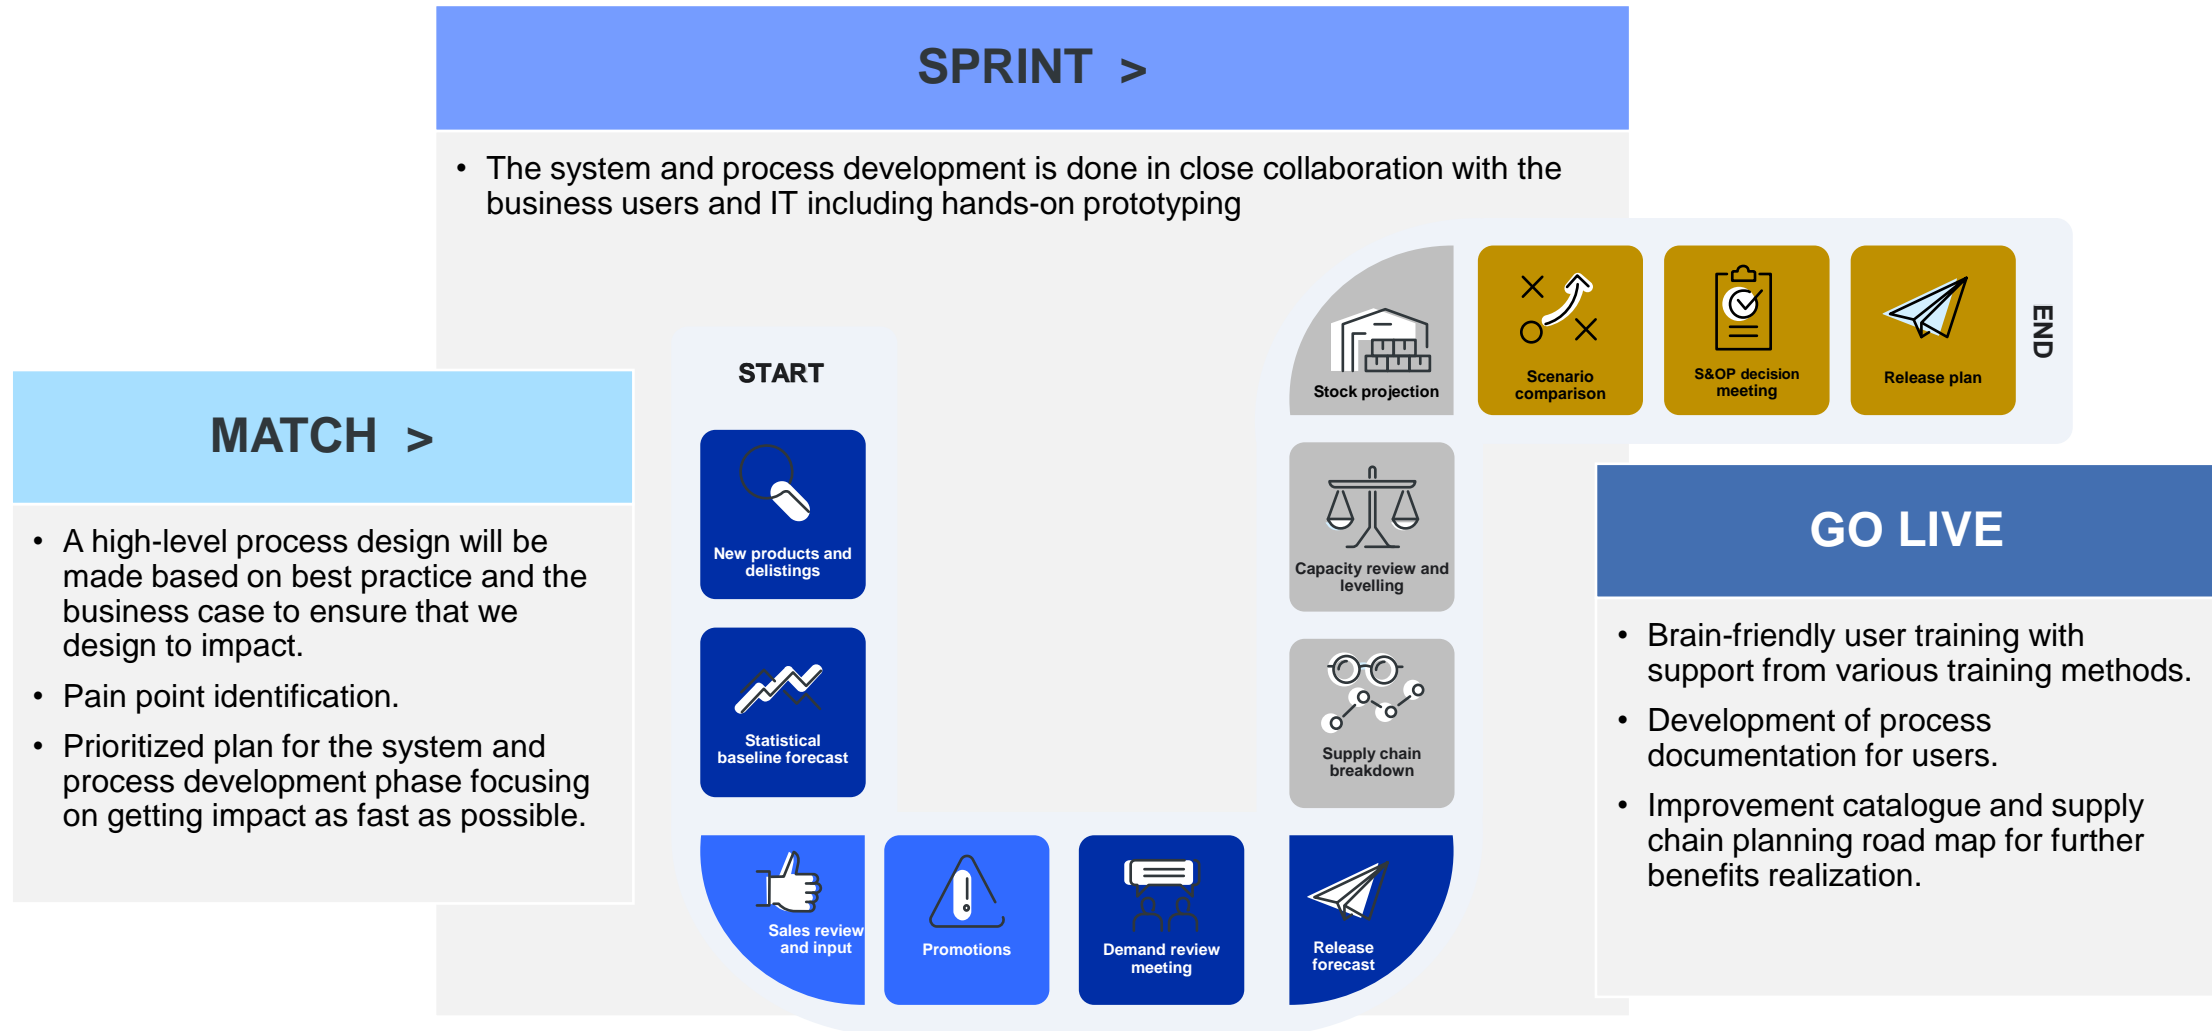 SPRINT >
• The system and process development is done in close collaboration with the
business users and IT including hands-on prototyping
MATCH >
• A high-level process design will be
made based on best practice and the
business case to ensure that we
design to impact.
• Pain point identification.
• Prioritized plan for the system and
process development phase focusing
on getting impact as fast as possible.
START
New products and
delistings
Statistical
baseline forecast
Sales review
and input
Promotions
Demand review
meeting
Release
forecast
Supply chain
breakdown
Capacity review and
levelling
Stock projection
Scenario
comparison
S&OP decision
meeting
Release plan
END
GO LIVE
• Brain-friendly user training with
support from various training methods.
• Development of process
documentation for users.
• Improvement catalogue and supply
chain planning road map for further
benefits realization.